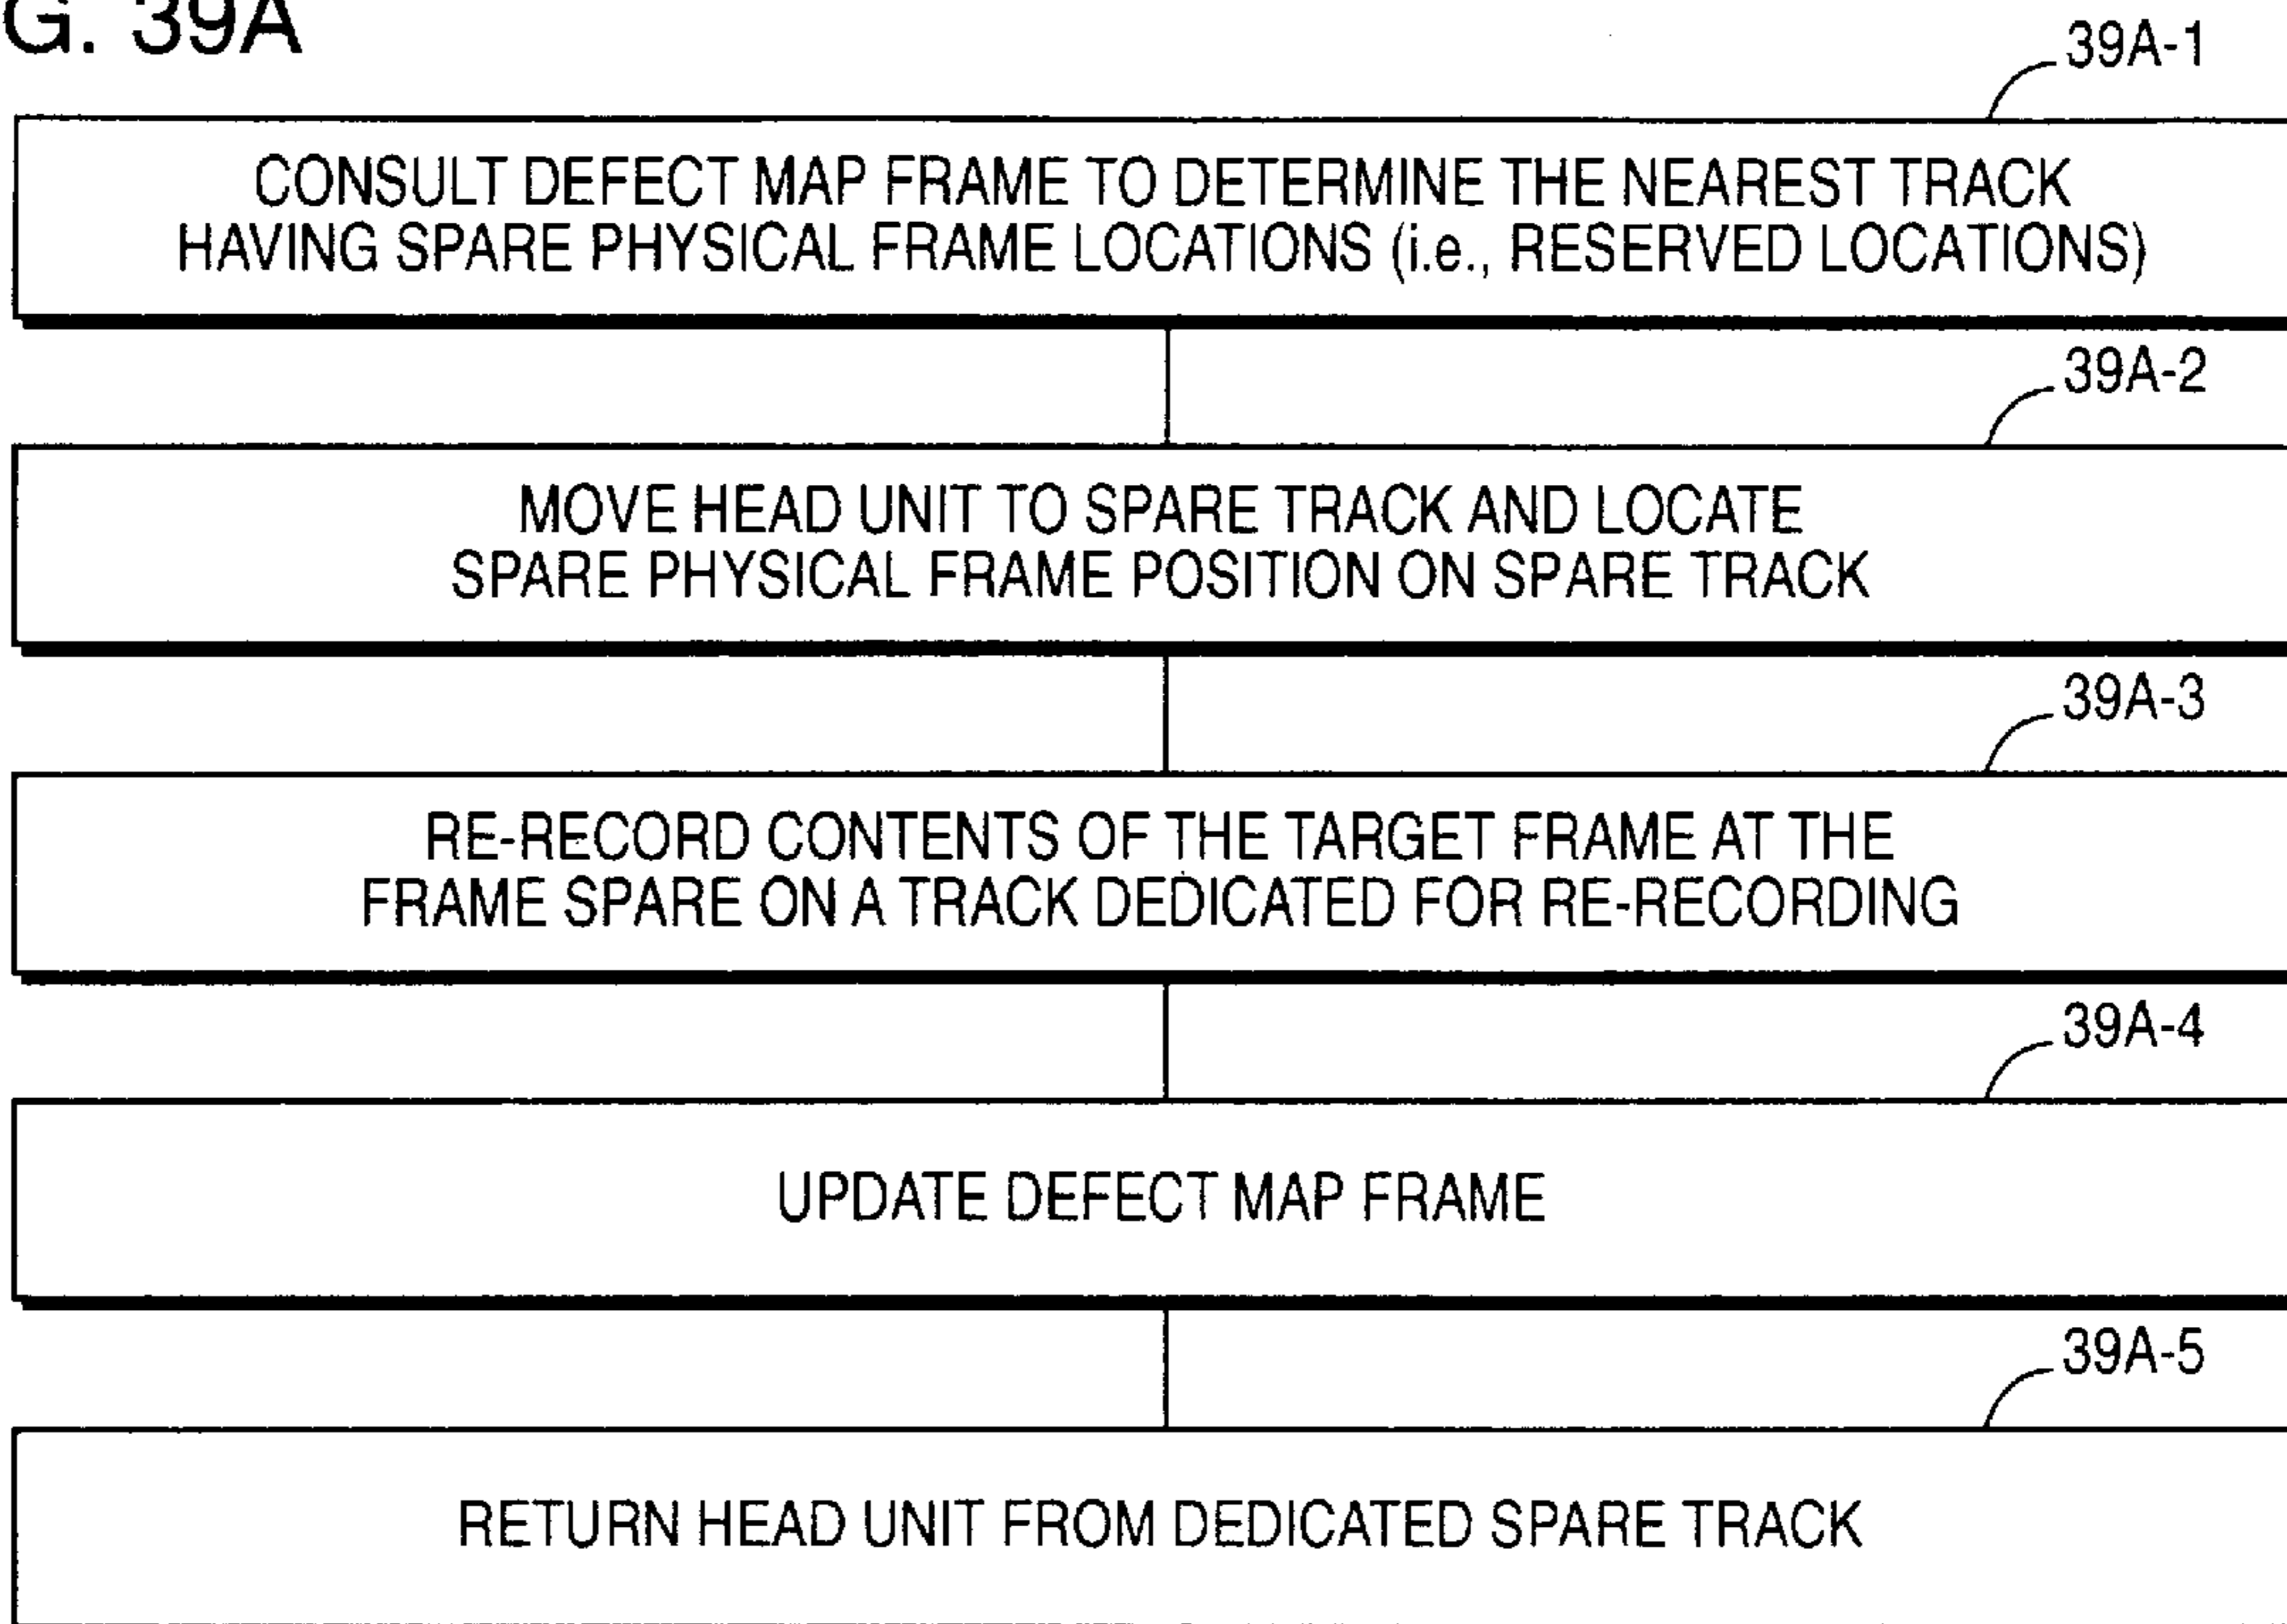 G. 39A
39A-1
CONSULT DEFECT MAP FRAME TO DETERMINE THE NEAREST TRACK
HAVING SPARE PHYSICAL FRAME LOCATIONS (i.e., RESERVED LOCATIONS)
39A-2
MOVE HEAD UNIT TO SPARE TRACK AND LOCATE
SPARE PHYSICAL FRAME POSITION ON SPARE TRACK
39A-3
RE-RECORD CONTENTS OF THE TARGET FRAME AT THE
FRAME SPARE ON A TRACK DEDICATED FOR RE-RECORDING
39A-4
UPDATE DEFECT MAP FRAME
39A-5
RETURN HEAD UNIT FROM DEDICATED SPARE TRACK